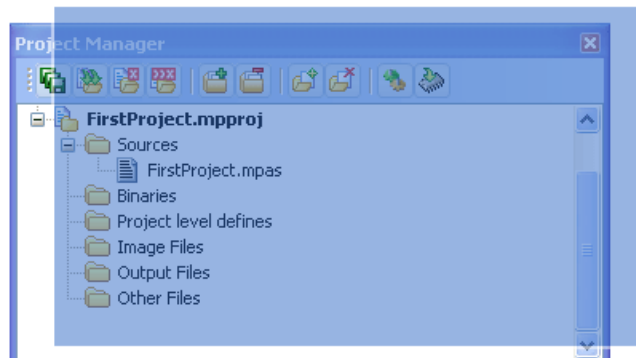 Project Manager
FirstProject.mpproj
Sources
FirstProject.mpas
Binaries
Project level defines
Image Files
Output Files
Other Files